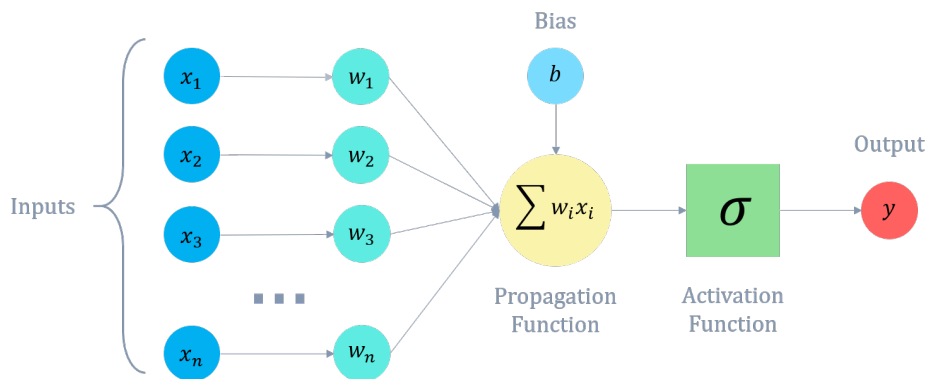 Bias
x₁ w₁ b
x₂ w₂ Output
Inputs ∑ wᵢxᵢ σ y
x₃ w₃
... Propagation Function Activation Function
xₙ wₙ